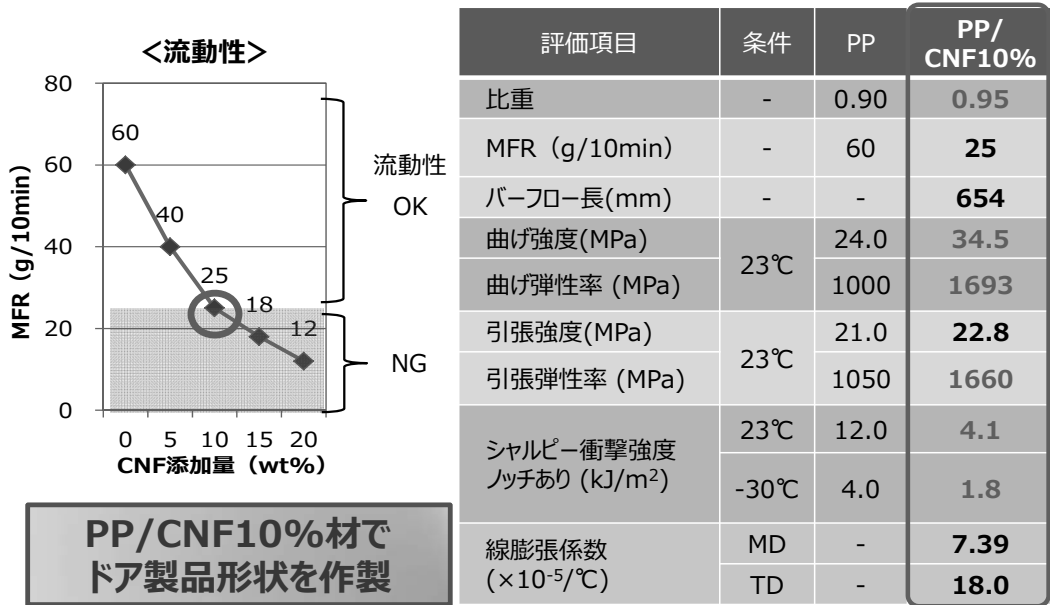 <流動性>
80
60
40
20
0
60
40
25
18
12
0 5 10 15 20
MFR（g/10min）
CNF添加量（wt%）
流動性
OK
NG
PP/CNF10%材で
ドア製品形状を作製
評価項目 条件 PP PP/
CNF10%
比重 - 0.90 0.95
MFR（g/10min） - 60 25
バーフロー長(mm) - - 654
曲げ強度(MPa) 23℃ 24.0 34.5
曲げ弾性率 (MPa) 1000 1693
引張強度(MPa) 23℃ 21.0 22.8
引張弾性率 (MPa) 1050 1660
シャルピー衝撃強度
ノッチあり (kJ/m²)
23℃ 12.0 4.1
-30℃ 4.0 1.8
線膨張係数
(×10⁻⁵/℃)
MD - 7.39
TD - 18.0